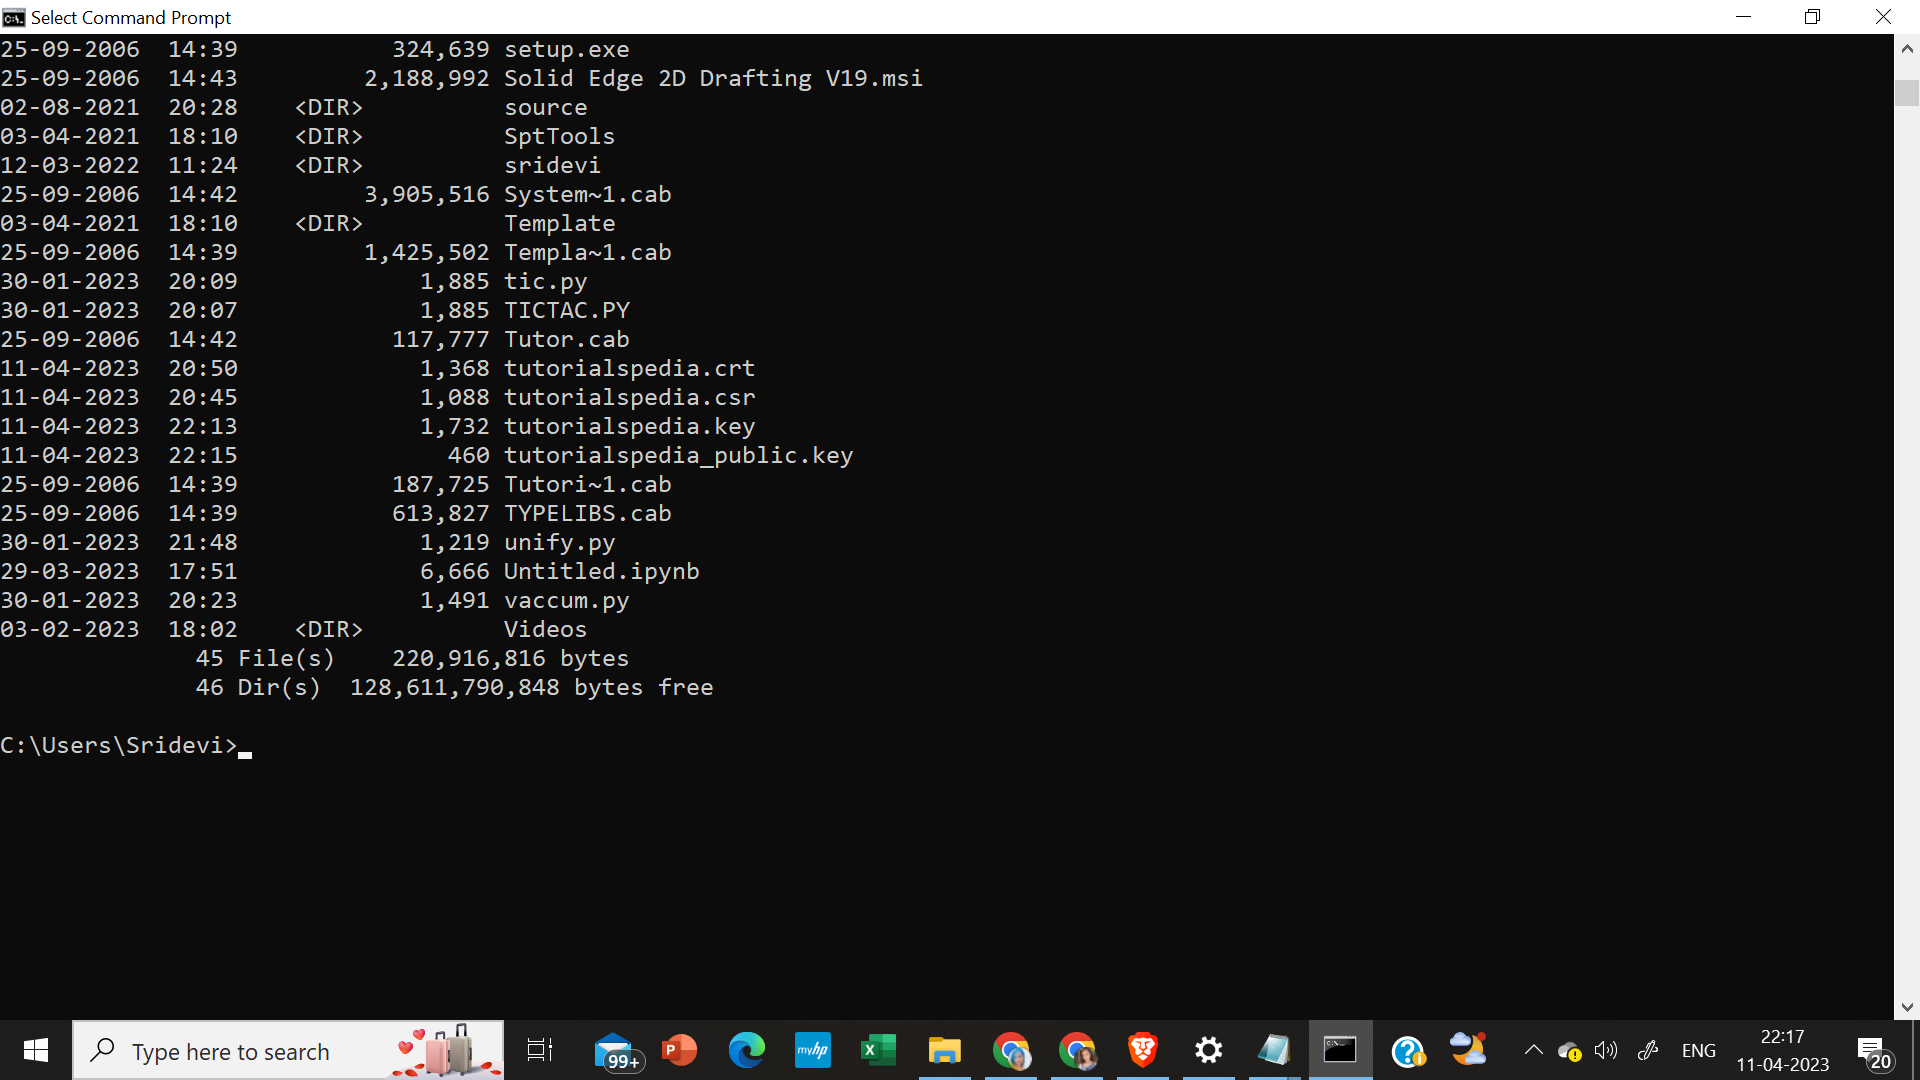 Select Command Prompt
25-09-2006  14:39           324,639 setup.exe
25-09-2006  14:43         2,188,992 Solid Edge 2D Drafting V19.msi
02-08-2021  20:28    <DIR>          source
03-04-2021  18:10    <DIR>          SptTools
12-03-2022  11:24    <DIR>          sridevi
25-09-2006  14:42         3,905,516 System~1.cab
03-04-2021  18:10    <DIR>          Template
25-09-2006  14:39         1,425,502 Templa~1.cab
30-01-2023  20:09             1,885 tic.py
30-01-2023  20:07             1,885 TICTAC.PY
25-09-2006  14:42           117,777 Tutor.cab
11-04-2023  20:50             1,368 tutorialspedia.crt
11-04-2023  20:45             1,088 tutorialspedia.csr
11-04-2023  22:13             1,732 tutorialspedia.key
11-04-2023  22:15               460 tutorialspedia_public.key
25-09-2006  14:39           187,725 Tutori~1.cab
25-09-2006  14:39           613,827 TYPELIBS.cab
30-01-2023  21:48             1,219 unify.py
29-03-2023  17:51             6,666 Untitled.ipynb
30-01-2023  20:23             1,491 vaccum.py
03-02-2023  18:02    <DIR>          Videos
              45 File(s)    220,916,816 bytes
              46 Dir(s)  128,611,790,848 bytes free
C:\Users\Sridevi>
Type here to search
99+
P
myhp
X
ENG
22:17
11-04-2023
20